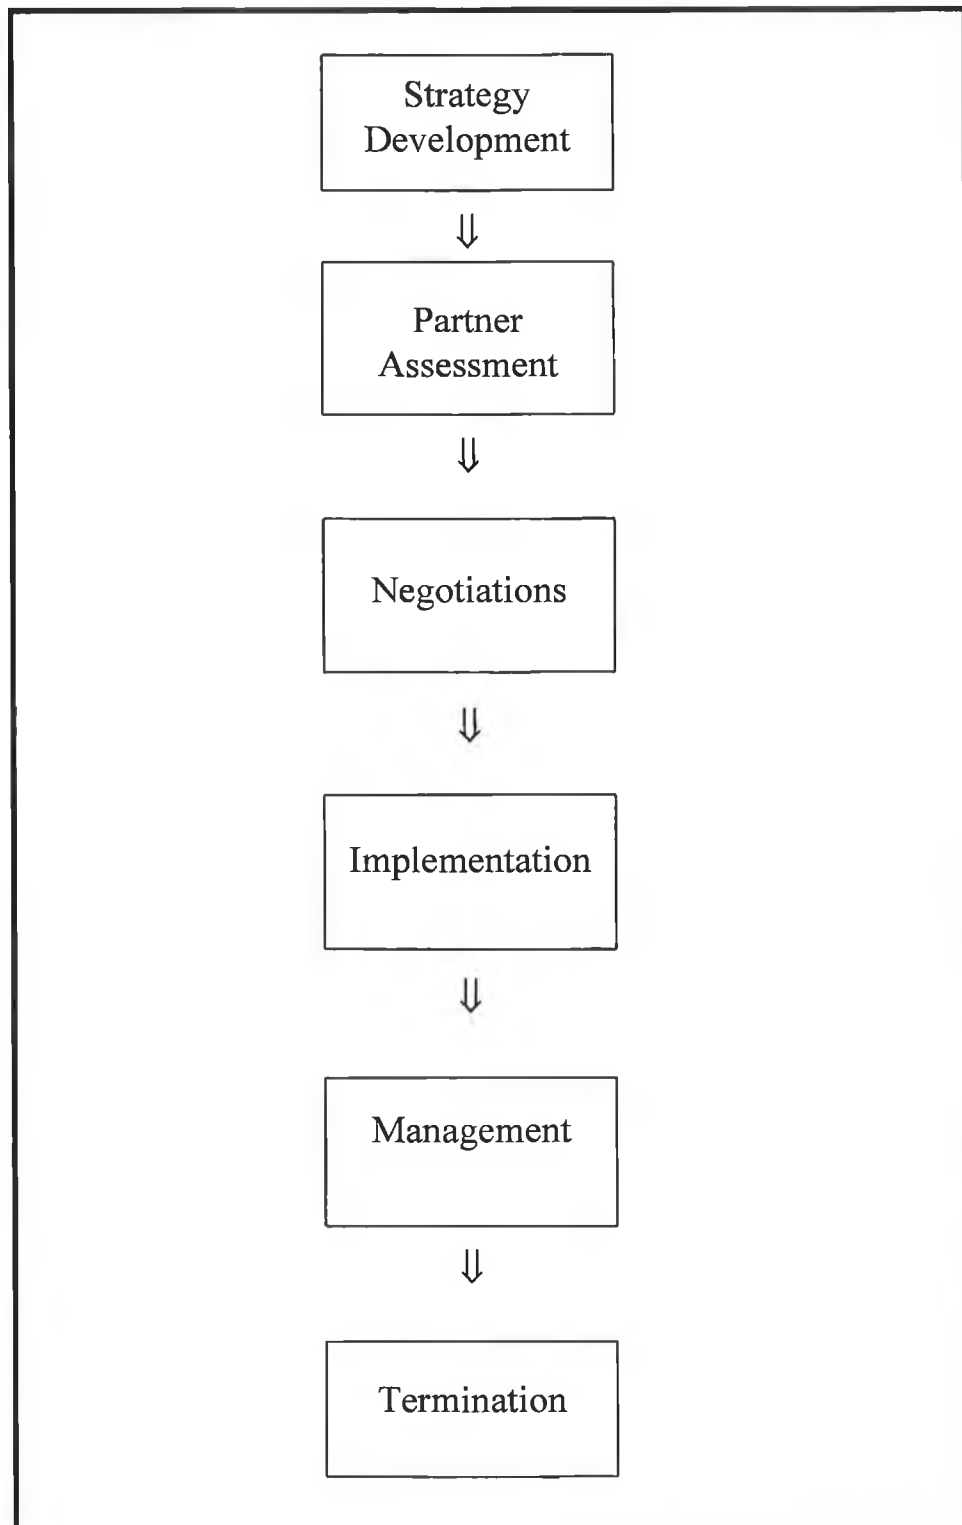 Strategy
Development
⇓
Partner
Assessment
⇓
Negotiations
⇓
Implementation
⇓
Management
⇓
Termination